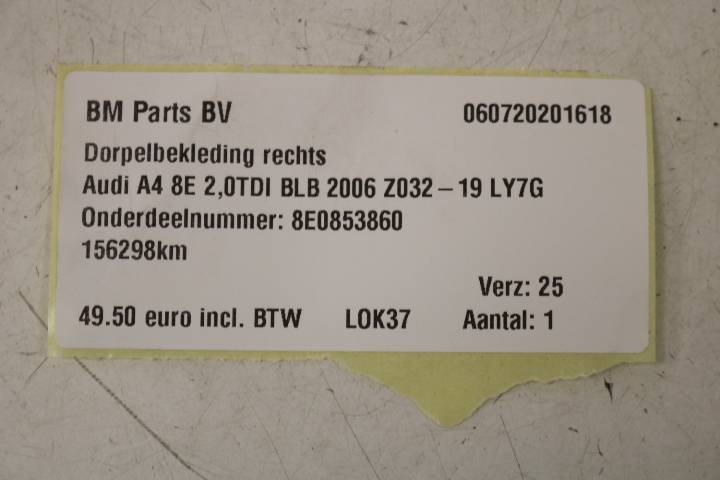 BM Parts BV 060720201618
Dorpelbekleding rechts
Audi A4 8E 2,0TDI BLB 2006 Z032-19 LY7G
Onderdeelnummer: 8E0853860
156298km
Verz: 25
49.50 euro incl. BTW LOK37 Aantal: 1